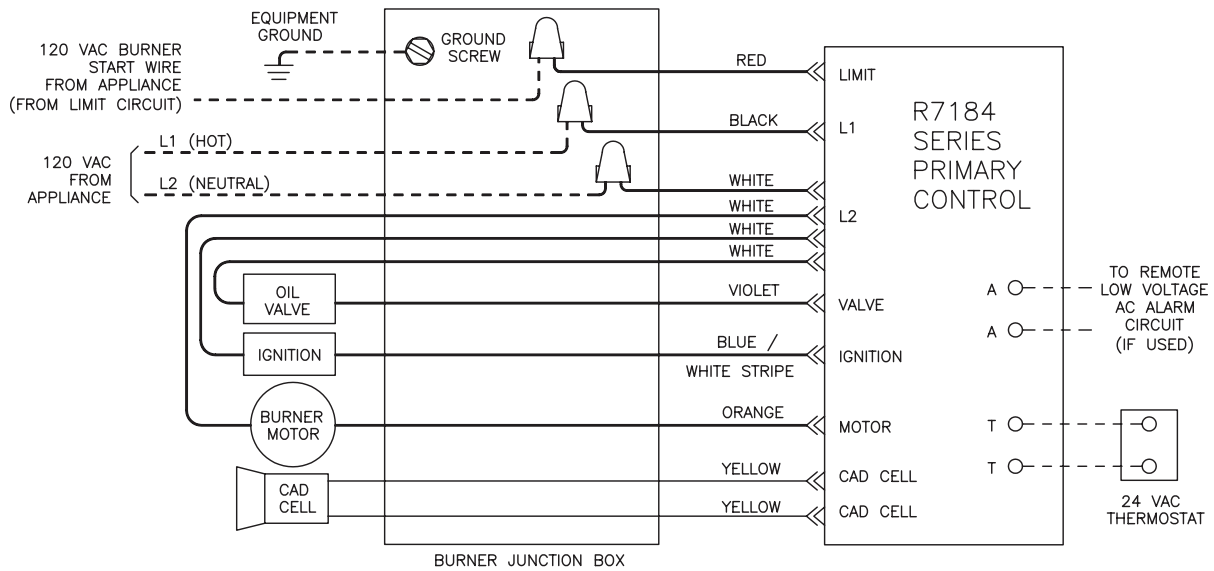 EQUIPMENT
GROUND
120 VAC BURNER
START WIRE
FROM APPLIANCE
(FROM LIMIT CIRCUIT)
GROUND
SCREW
L1 (HOT)
120 VAC
FROM
APPLIANCE
L2 (NEUTRAL)
RED
BLACK
WHITE
WHITE
WHITE
WHITE
VIOLET
BLUE /
WHITE STRIPE
ORANGE
YELLOW
YELLOW
OIL
VALVE
IGNITION
BURNER
MOTOR
CAD
CELL
BURNER JUNCTION BOX
LIMIT
L1
L2
VALVE
IGNITION
MOTOR
CAD CELL
CAD CELL
R7184
SERIES
PRIMARY
CONTROL
A
A
T
T
TO REMOTE
LOW VOLTAGE
AC ALARM
CIRCUIT
(IF USED)
24 VAC
THERMOSTAT